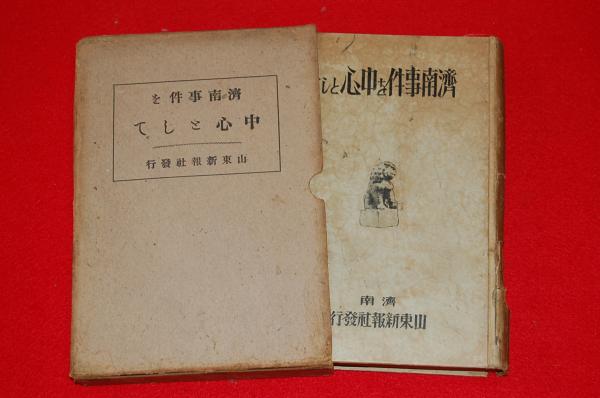 濟南事件を
中心として
山東新報社發行
濟南事件を中心として
濟南
山東新報社發行